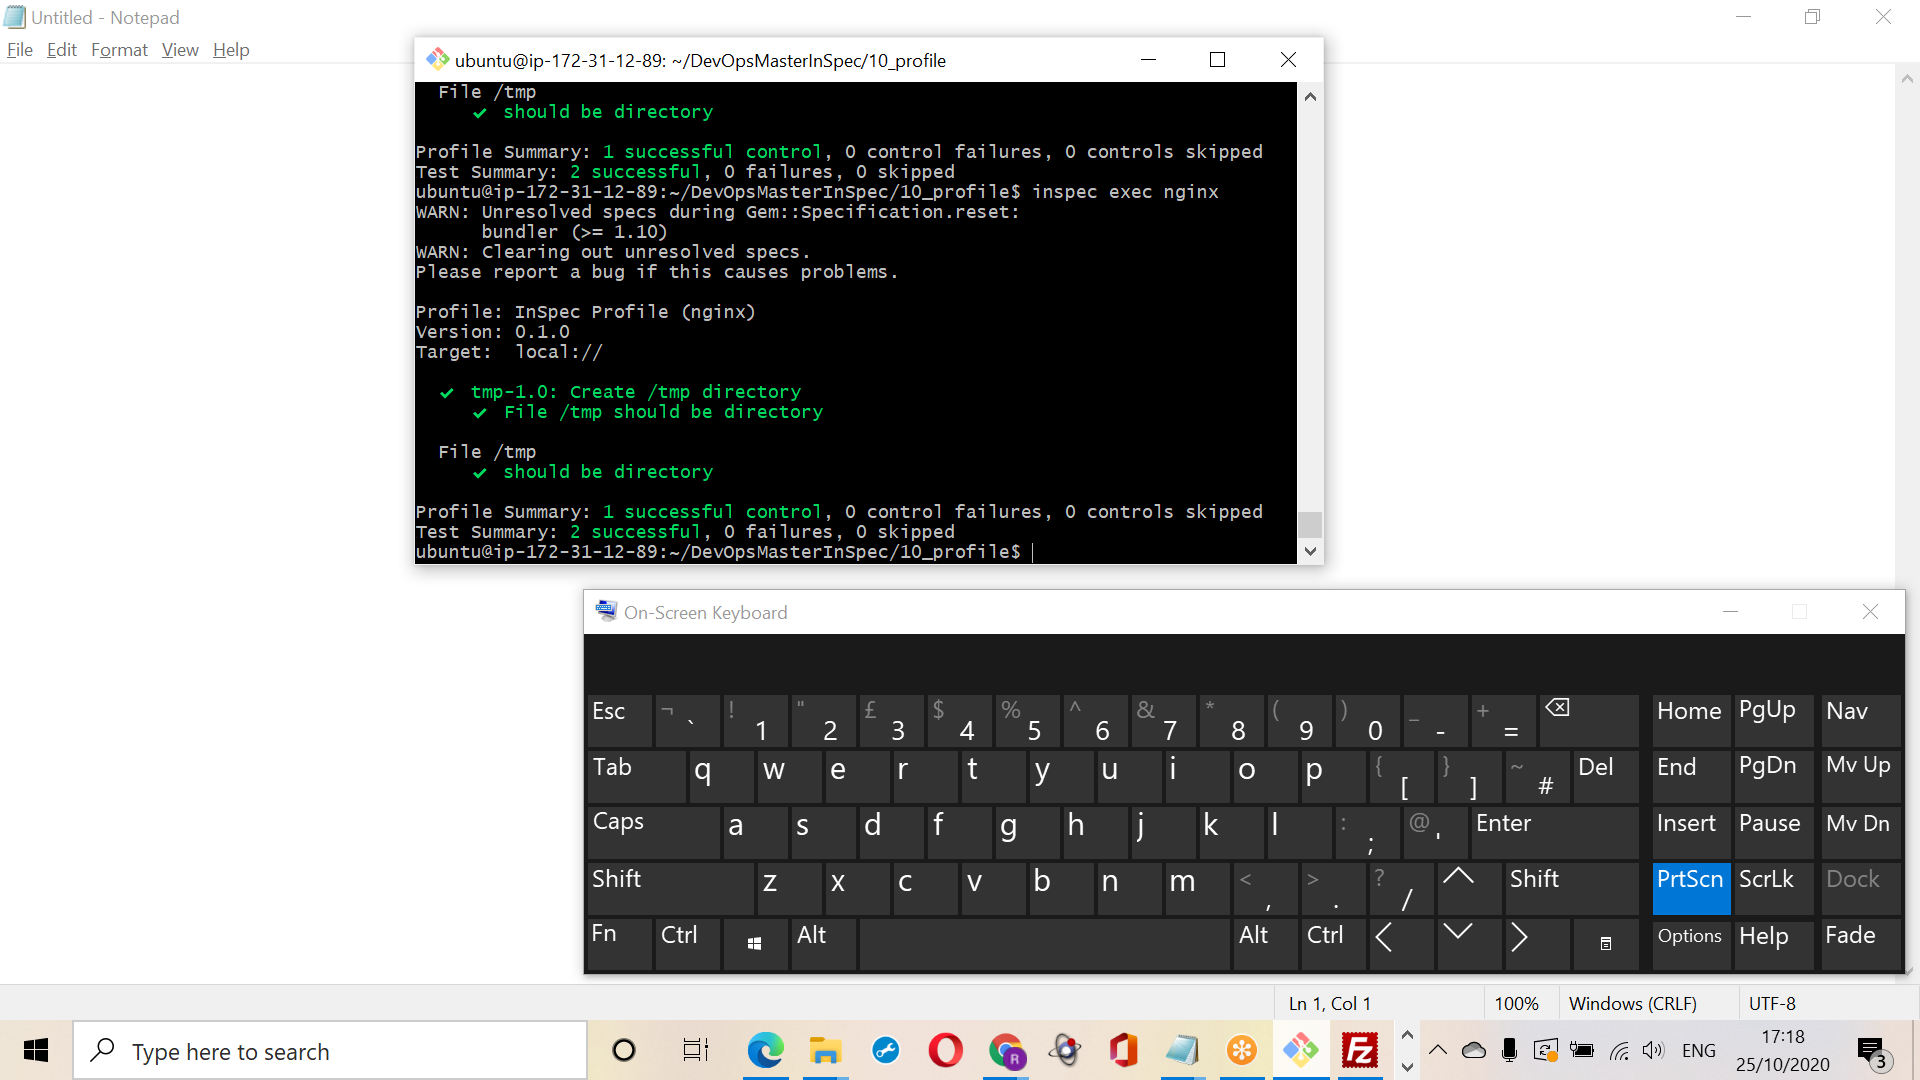 Untitled - Notepad
File Edit Format View Help
ubuntu@ip-172-31-12-89: ~/DevOpsMasterInSpec/10_profile
File /tmp
✔ should be directory
Profile Summary: 1 successful control, 0 control failures, 0 controls skipped
Test Summary: 2 successful, 0 failures, 0 skipped
ubuntu@ip-172-31-12-89:~/DevOpsMasterInSpec/10_profile$ inspec exec nginx
WARN: Unresolved specs during Gem::Specification.reset:
bundler (>= 1.10)
WARN: Clearing out unresolved specs.
Please report a bug if this causes problems.
Profile: InSpec Profile (nginx)
Version: 0.1.0
Target: local://
✔ tmp-1.0: Create /tmp directory
✔ File /tmp should be directory
File /tmp
✔ should be directory
Profile Summary: 1 successful control, 0 control failures, 0 controls skipped
Test Summary: 2 successful, 0 failures, 0 skipped
ubuntu@ip-172-31-12-89:~/DevOpsMasterInSpec/10_profile$
On-Screen Keyboard
Esc ¬ ` ! 1 " 2 £ 3 $ 4 % 5 ^ 6 & 7 * 8 ( 9 ) 0 _ - + = Home PgUp Nav
Tab q w e r t y u i o p { [ } ] ~ # Del End PgDn Mv Up
Caps a s d f g h j k l : ; @ ' Enter Insert Pause Mv Dn
Shift z x c v b n m < , > . ? / Shift PrtScn ScrLk Dock
Fn Ctrl Alt Alt Ctrl Options Help Fade
Ln 1, Col 1 100% Windows (CRLF) UTF-8
Type here to search
R
Fz
ENG
17:18
25/10/2020
3